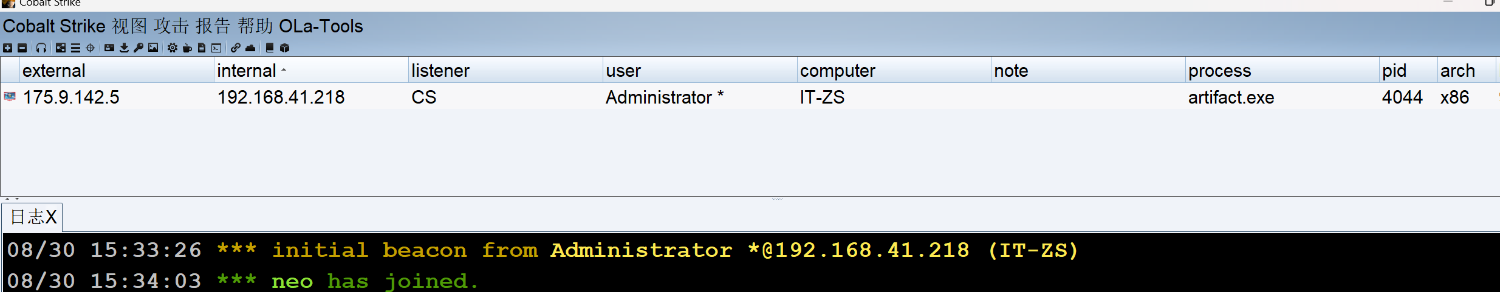 Cobalt Strike
Cobalt Strike 视图 攻击 报告 帮助 OLa-Tools
external internal listener user computer note process pid arch
175.9.142.5 192.168.41.218 CS Administrator * IT-ZS artifact.exe 4044 x86
日志X
08/30 15:33:26 *** initial beacon from Administrator *@192.168.41.218 (IT-ZS)
08/30 15:34:03 *** neo has joined.